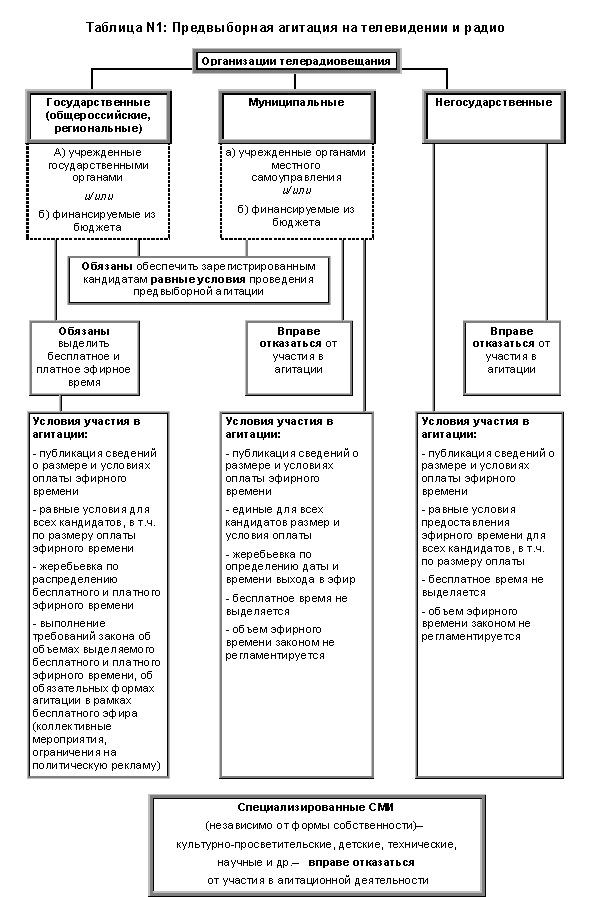 Таблица N1: Предвыборная агитация на телевидении и радио
Организации телерадиовещания
Государственные
(общероссийские,
региональные)
А) учрежденные
государственными
органами
и/или
б) финансируемые из
бюджета
Муниципальные
а) учрежденные органами
местного
самоуправления
и/или
б) финансируемые из
бюджета
Негосударственные
Обязаны обеспечить зарегистрированным
кандидатам равные условия проведения
предвыборной агитации
Обязаны
выделить
бесплатное и
платное эфирное
время
Вправе
отказаться от
участия в
агитации
Вправе
отказаться от
участия в
агитации
Условия участия в
агитации:
- публикация сведений
о размере и условиях
оплаты эфирного
времени
- равные условия для
всех кандидатов, в т.ч.
по размеру оплаты
эфирного времени
- жеребьевка по
распределению
бесплатного и платного
эфирного времени
- выполнение
требований закона об
объемах выделяемого
бесплатного и платного
эфирного времени, об
обязательных формах
агитации в рамках
бесплатного эфира
(коллективные
мероприятия,
ограничения на
политическую рекламу)
Условия участия в
агитации:
- публикация сведений о
размере и условиях
оплаты эфирного
времени
- единые для всех
кандидатов размер и
условия оплаты
- жеребьевка по
определению даты и
времени выхода в эфир
- бесплатное время не
выделяется
- объем эфирного
времени законом не
регламентируется
Условия участия в
агитации:
- публикация сведений о
размере и условиях
оплаты эфирного
времени
- равные условия
предоставления
эфирного времени для
всех кандидатов, в т.ч.
по размеру оплаты
- бесплатное время не
выделяется
- объем эфирного
времени законом не
регламентируется
Специализированные СМИ
(независимо от формы собственности)–
культурно-просветительские, детские, технические,
научные и др.– вправе отказаться
от участия в агитационной деятельности